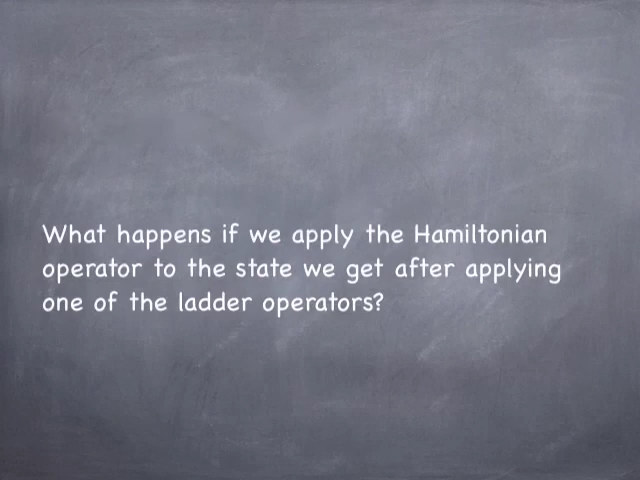 What happens if we apply the Hamiltonian
operator to the state we get after applying
one of the ladder operators?